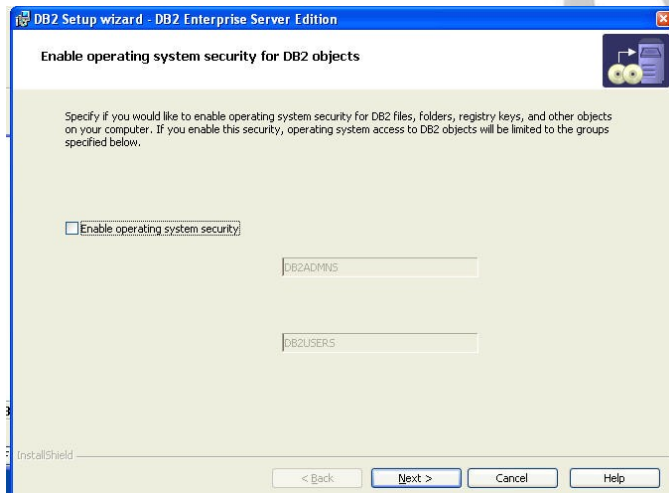 DB2 Setup wizard - DB2 Enterprise Server Edition
Enable operating system security for DB2 objects
Specify if you would like to enable operating system security for DB2 files, folders, registry keys, and other objects
on your computer. If you enable this security, operating system access to DB2 objects will be limited to the groups
specified below.
Enable operating system security
DB2ADMNS
DB2USERS
InstallShield
< Back
Next >
Cancel
Help